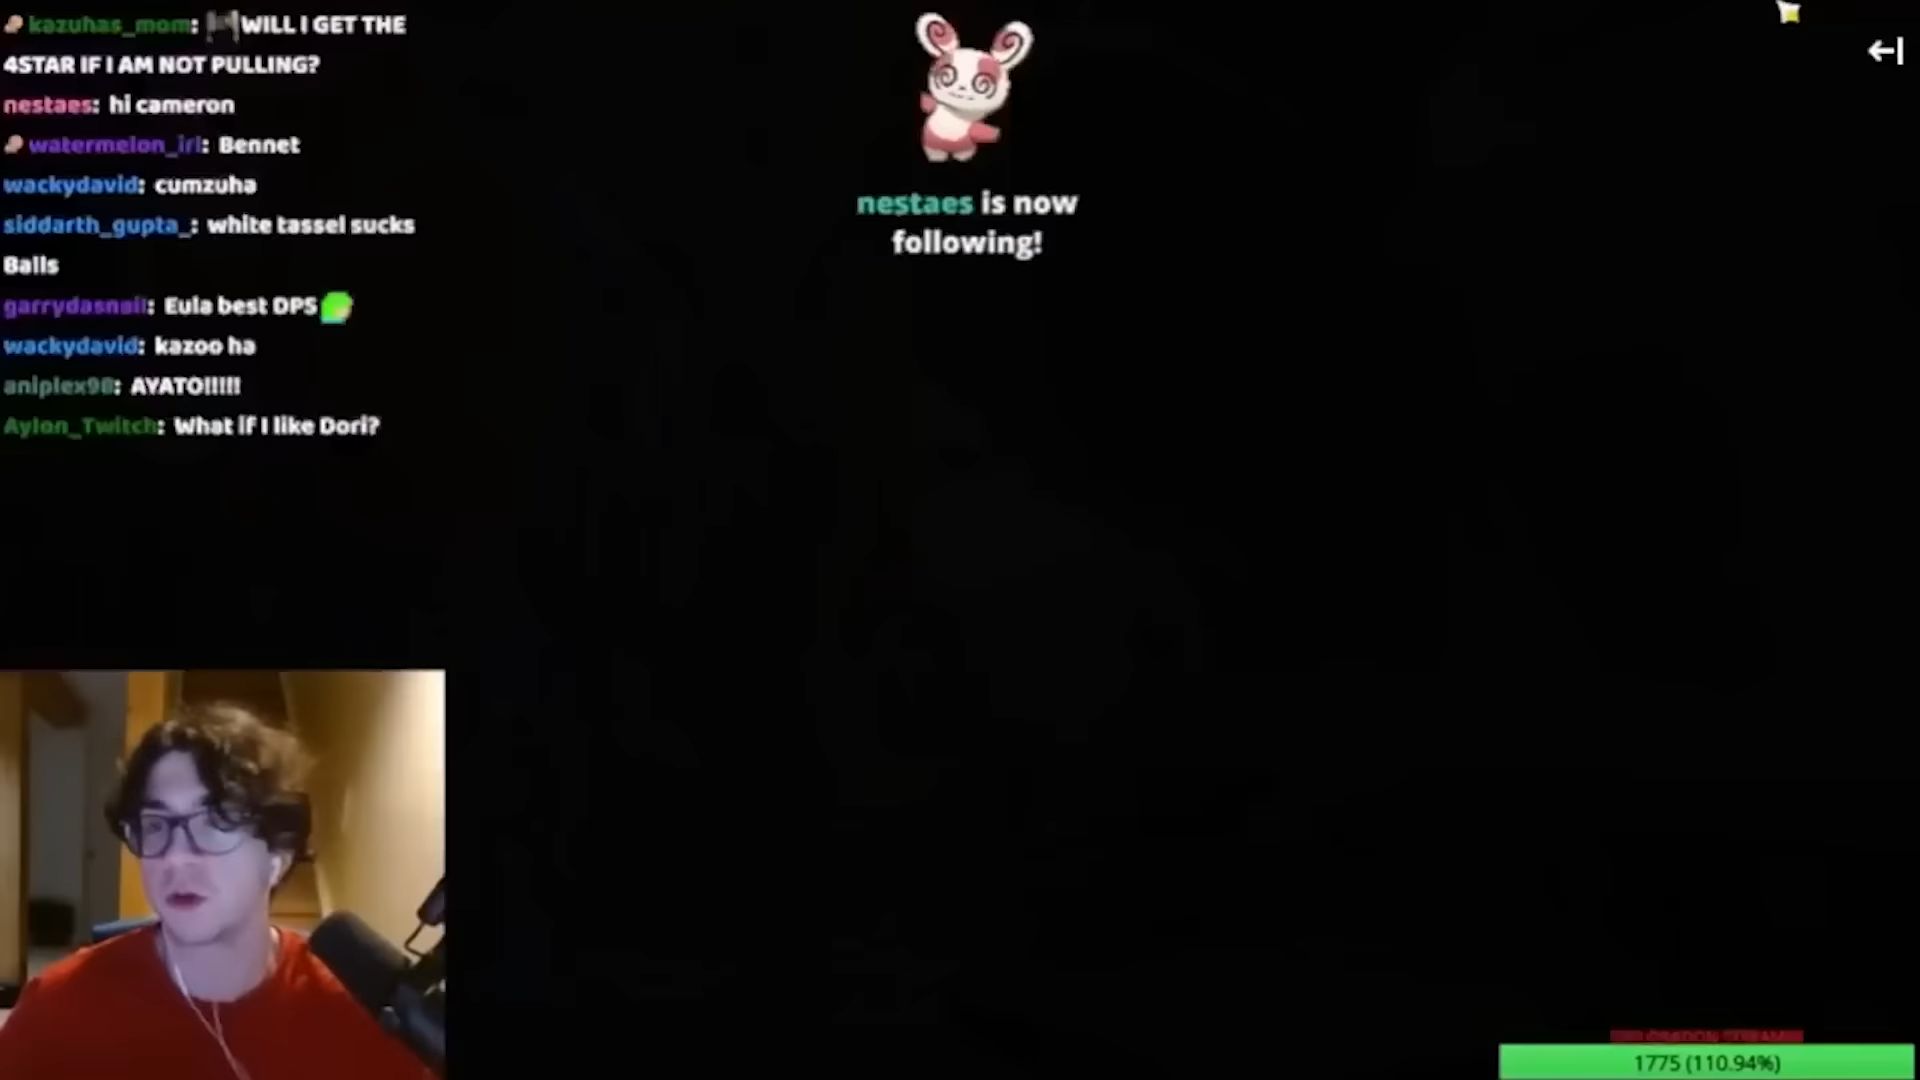 kazuhas_mom: WILL I GET THE
4STAR IF I AM NOT PULLING?
nestaes: hi cameron
watermelon_irl: Bennet
wackydavid: cumzuha
siddarth_gupta_: white tassel sucks
Balls
garrydasnail: Eula best DPS
wackydavid: kazoo ha
aniplex98: AYATO!!!!!
Aylon_Twitch: What if I like Dori?
nestaes is now
following!
1775 (110.94%)